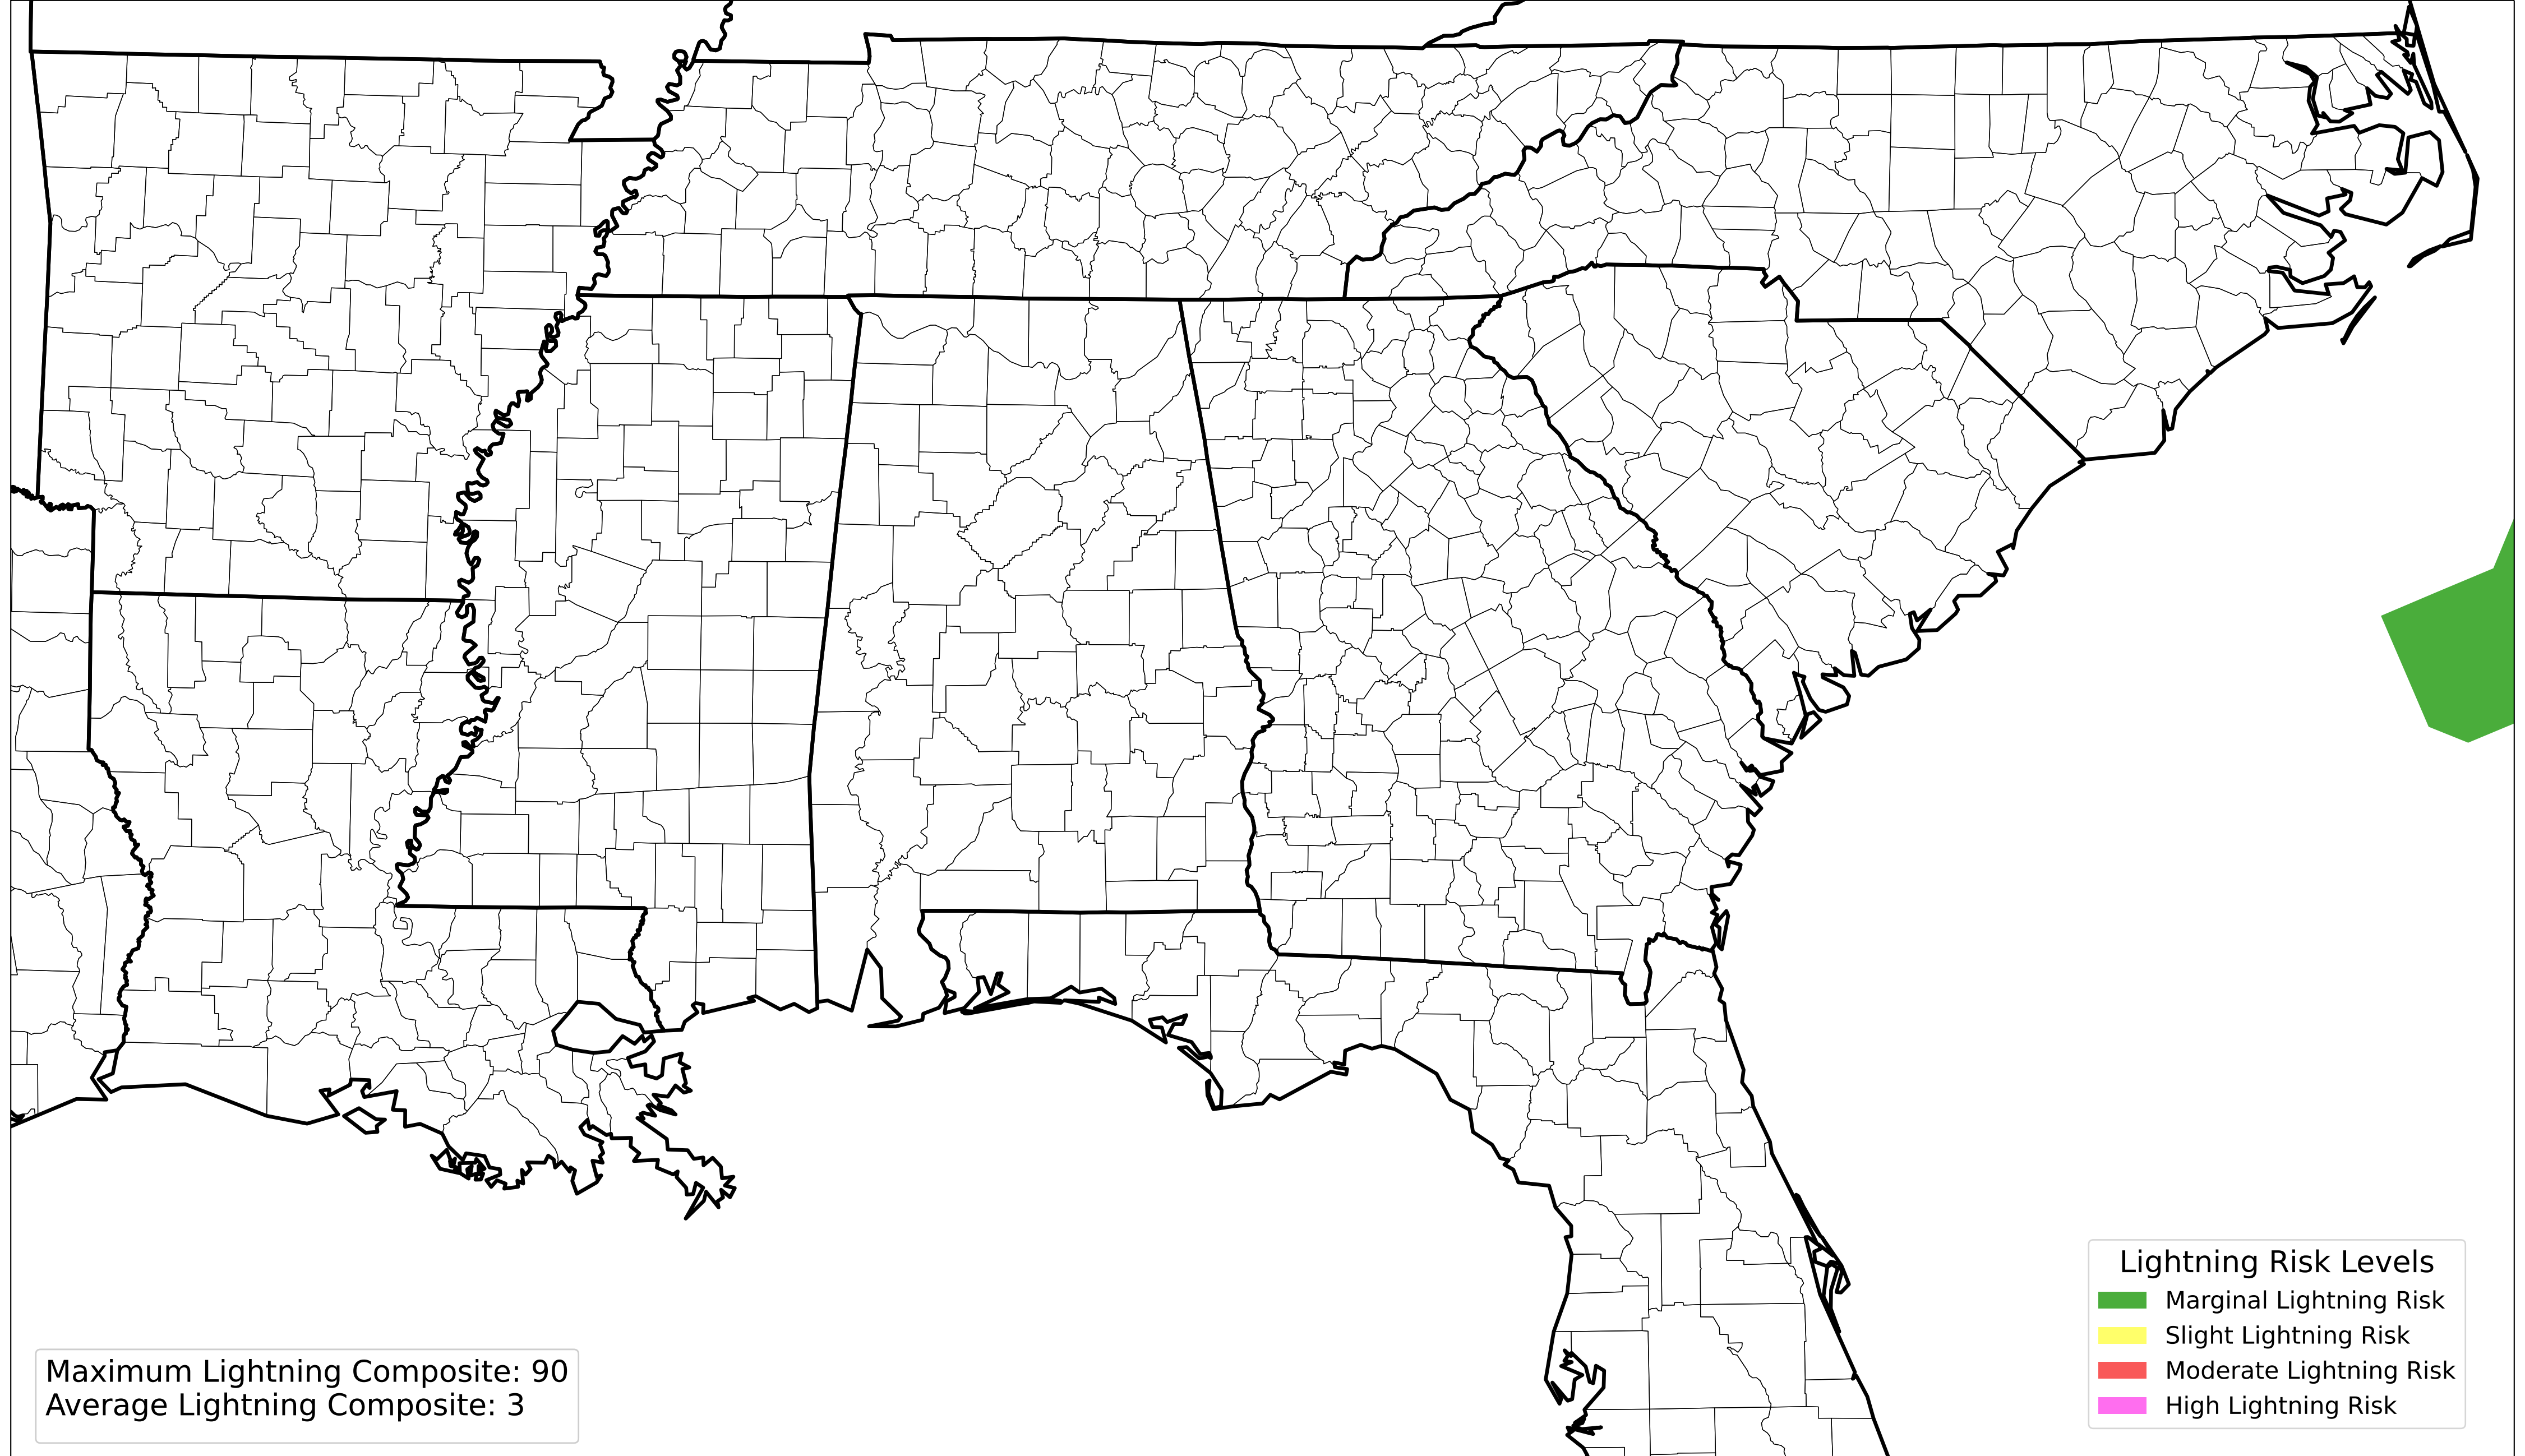 Lightning Risk Levels
Marginal Lightning Risk
Slight Lightning Risk
Moderate Lightning Risk
High Lightning Risk
Maximum Lightning Composite: 90
Average Lightning Composite: 3